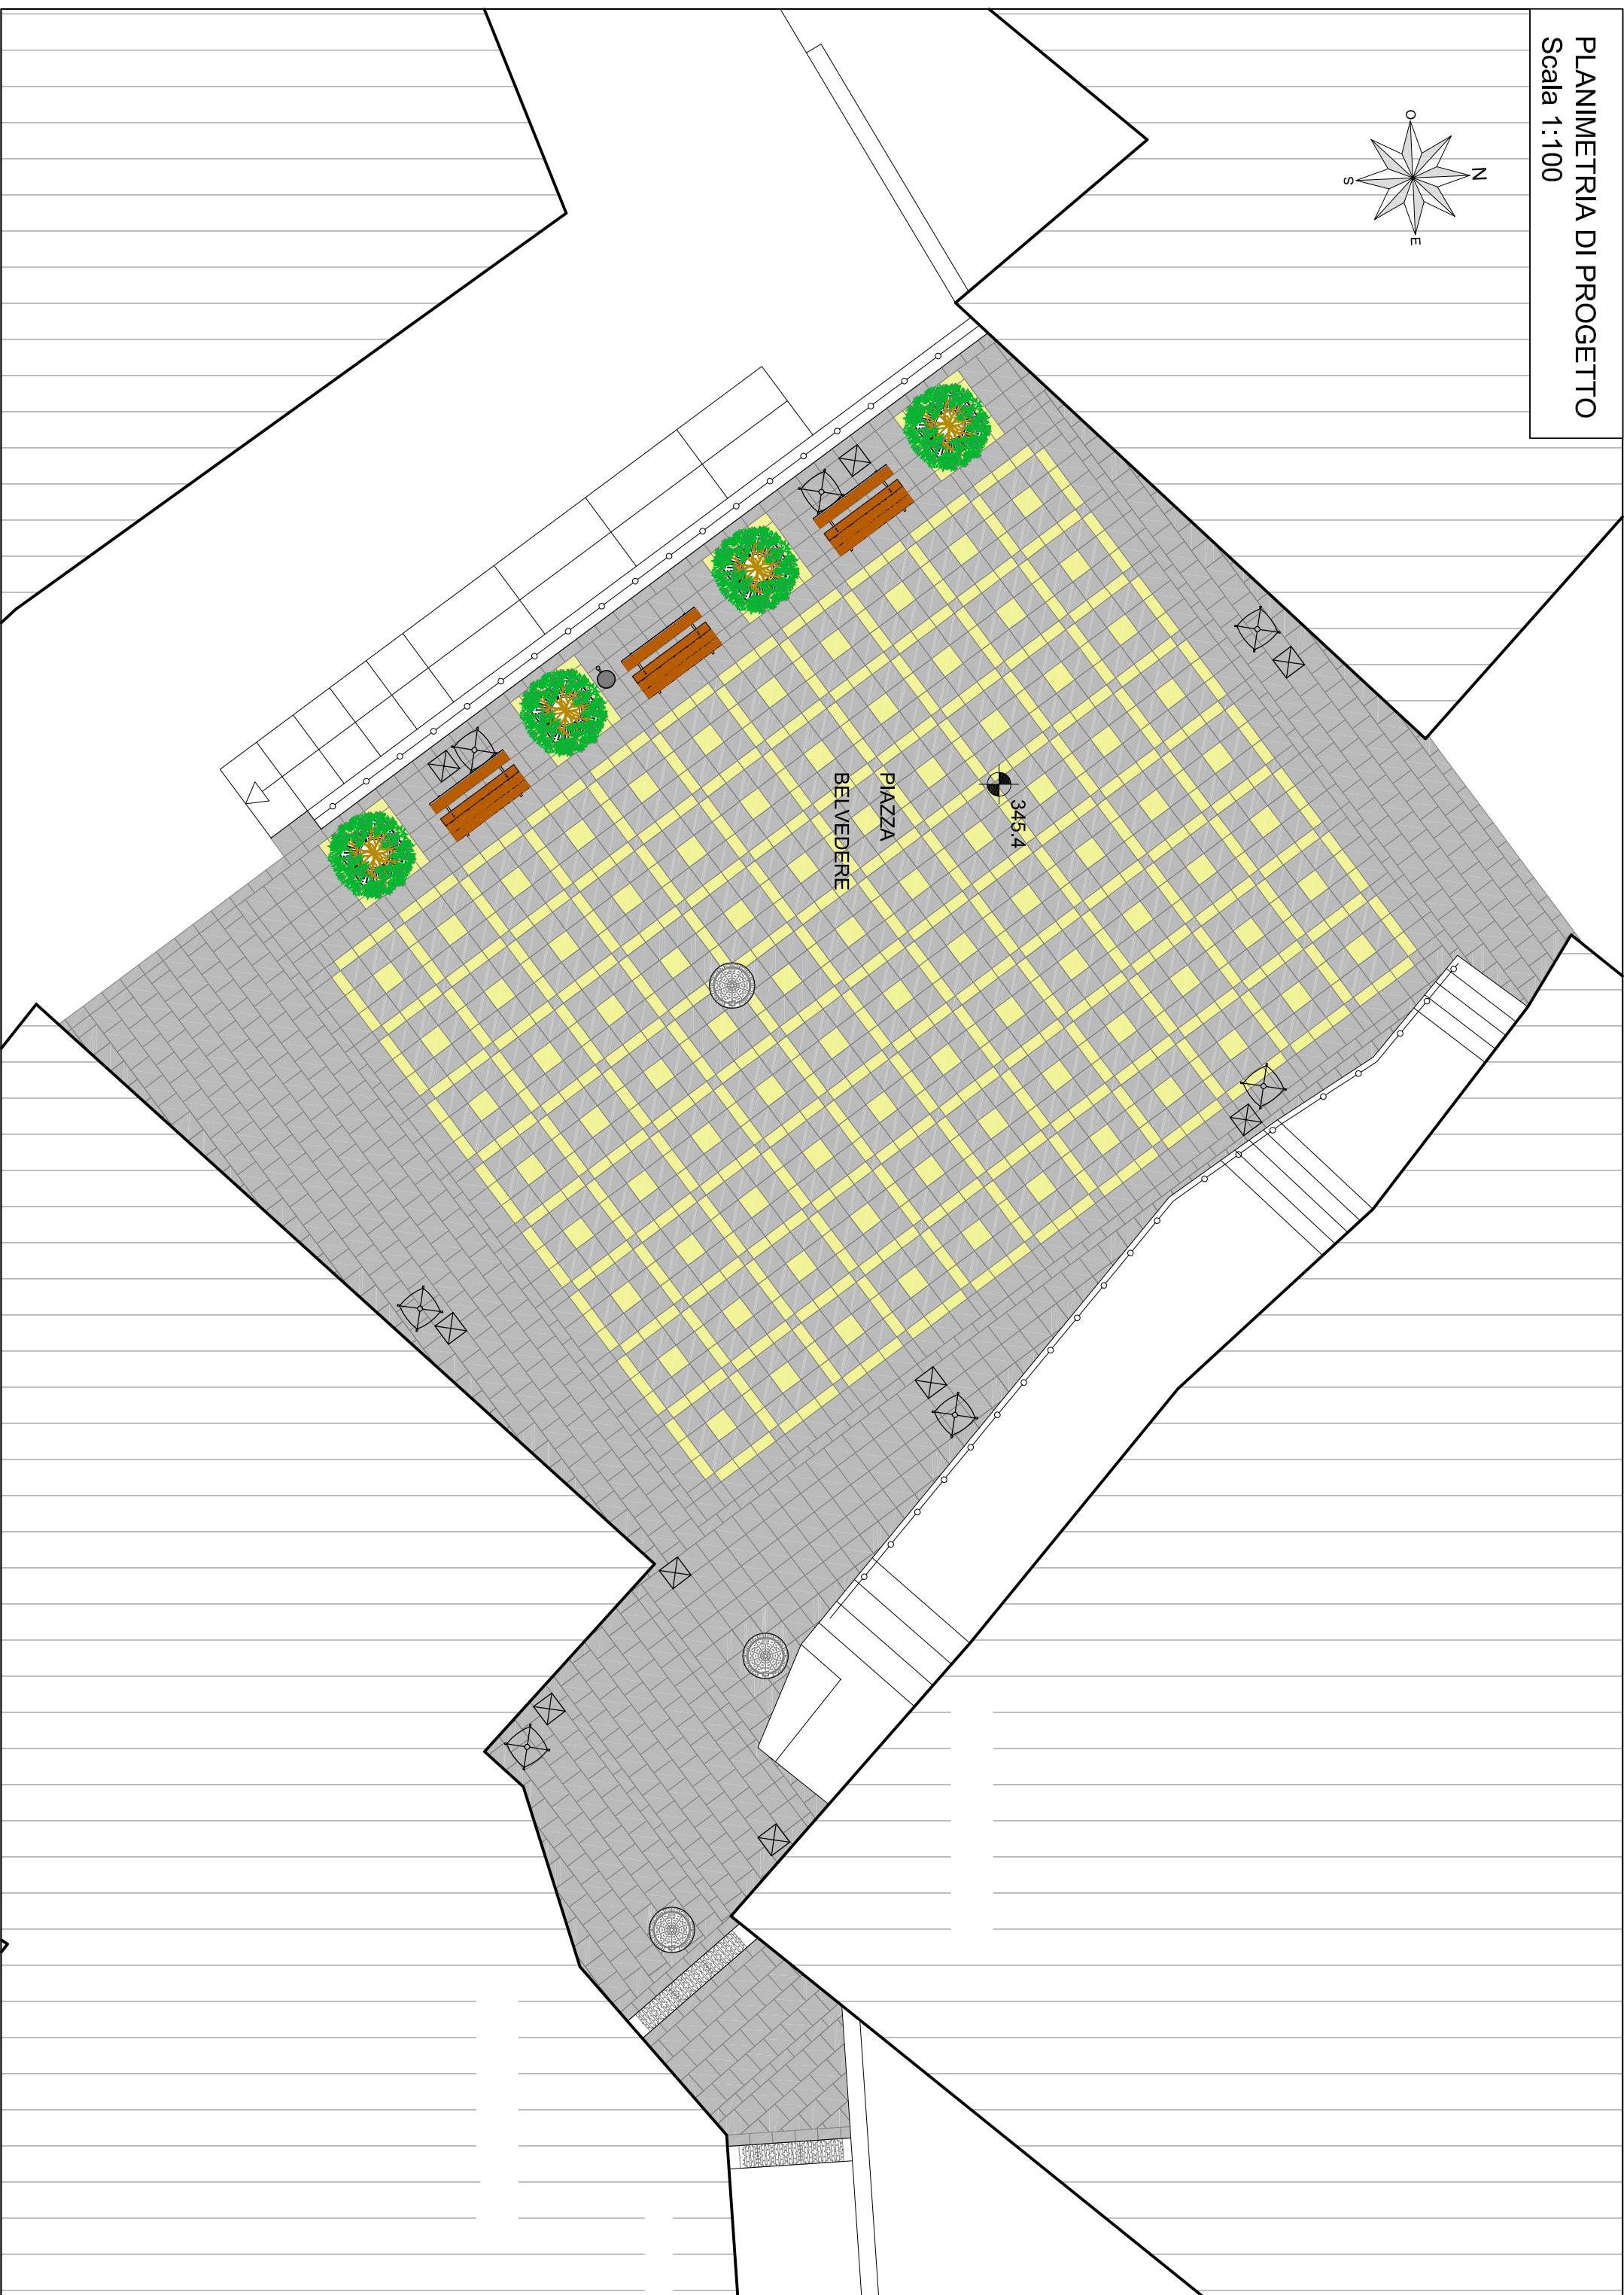 PLANIMETRIA DI PROGETTO
Scala 1:100
N
O
E
S
345.4
PIAZZA
BELVEDERE